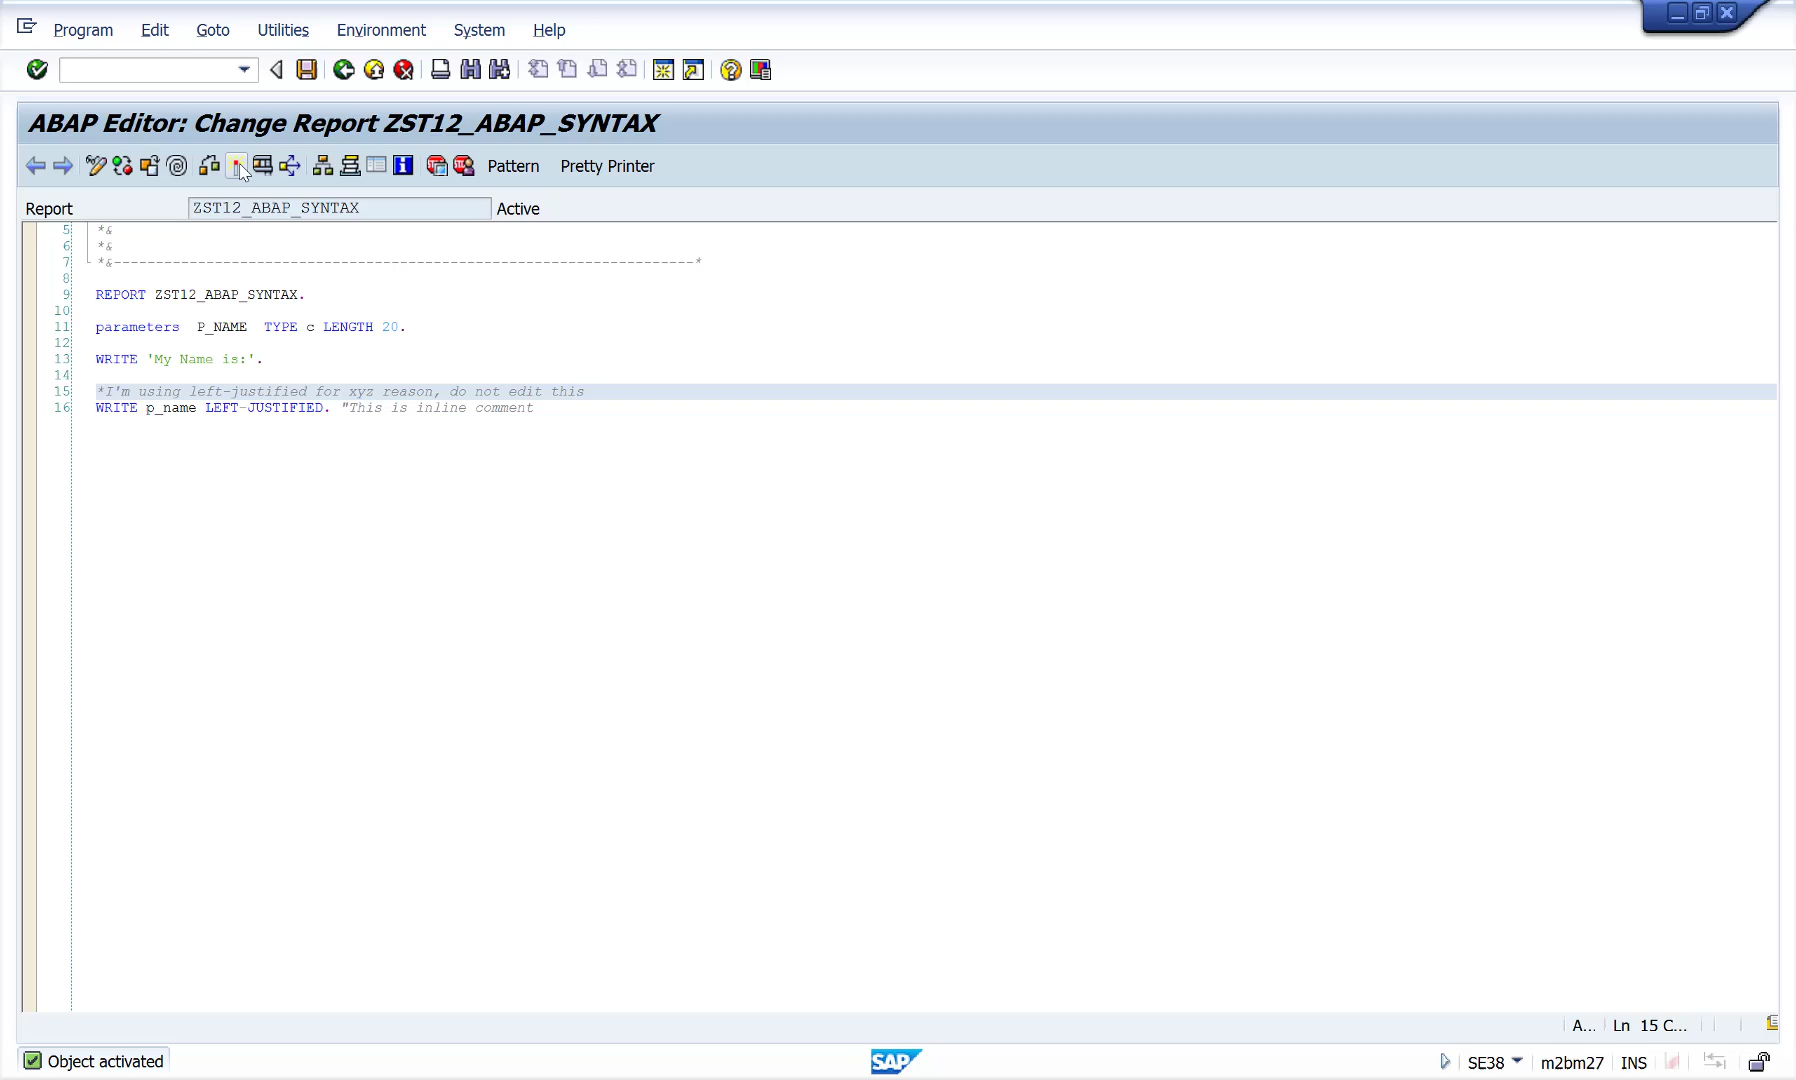 Program Edit Goto Utilities Environment System Help
ABAP Editor: Change Report ZST12_ABAP_SYNTAX
Pattern Pretty Printer
Report ZST12_ABAP_SYNTAX Active
5 *&
6 *&
7 *&---------------------------------------------------------------------*
8
9 REPORT ZST12_ABAP_SYNTAX.
10
11 parameters  P_NAME  TYPE c LENGTH 20.
12
13 WRITE 'My Name is:'.
14
15 *I'm using left-justified for xyz reason, do not edit this
16 WRITE p_name LEFT-JUSTIFIED. "This is inline comment
A... Ln 15 C...
Object activated SAP SE38 m2bm27 INS